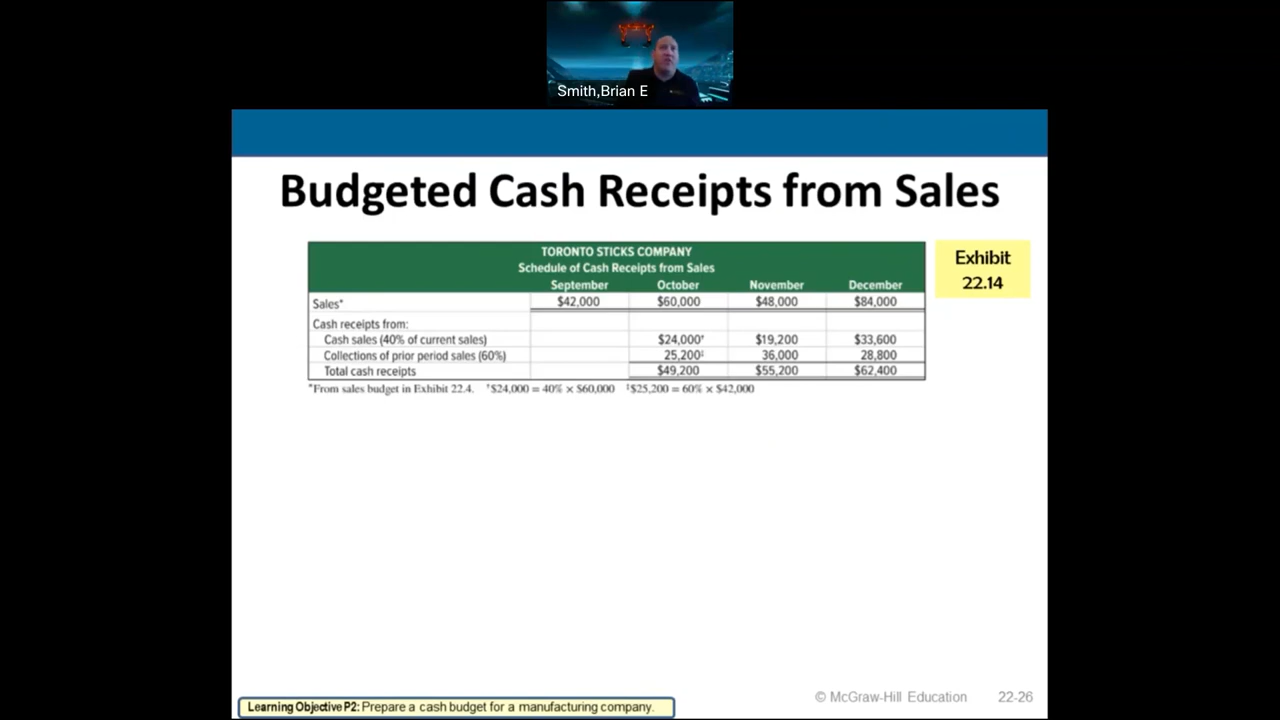 Smith,Brian E
Budgeted Cash Receipts from Sales
TORONTO STICKS COMPANY
Schedule of Cash Receipts from Sales
September October November December
Sales* $42,000 $60,000 $48,000 $84,000
Cash receipts from:
Cash sales (40% of current sales) $24,000† $19,200 $33,600
Collections of prior period sales (60%) 25,200‡ 36,000 28,800
Total cash receipts $49,200 $55,200 $62,400
*From sales budget in Exhibit 22.4. †$24,000 = 40% × $60,000 ‡$25,200 = 60% × $42,000
Exhibit
22.14
Learning Objective P2: Prepare a cash budget for a manufacturing company.
© McGraw-Hill Education 22-26